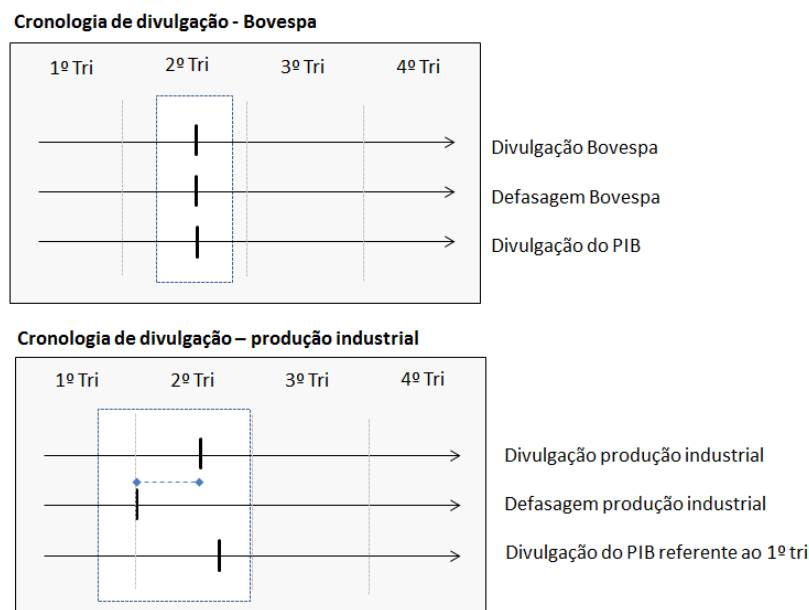 Cronologia de divulgação - Bovespa
1º Tri 2º Tri 3º Tri 4º Tri
Divulgação Bovespa
Defasagem Bovespa
Divulgação do PIB
Cronologia de divulgação – produção industrial
1º Tri 2º Tri 3º Tri 4º Tri
Divulgação produção industrial
Defasagem produção industrial
Divulgação do PIB referente ao 1º tri